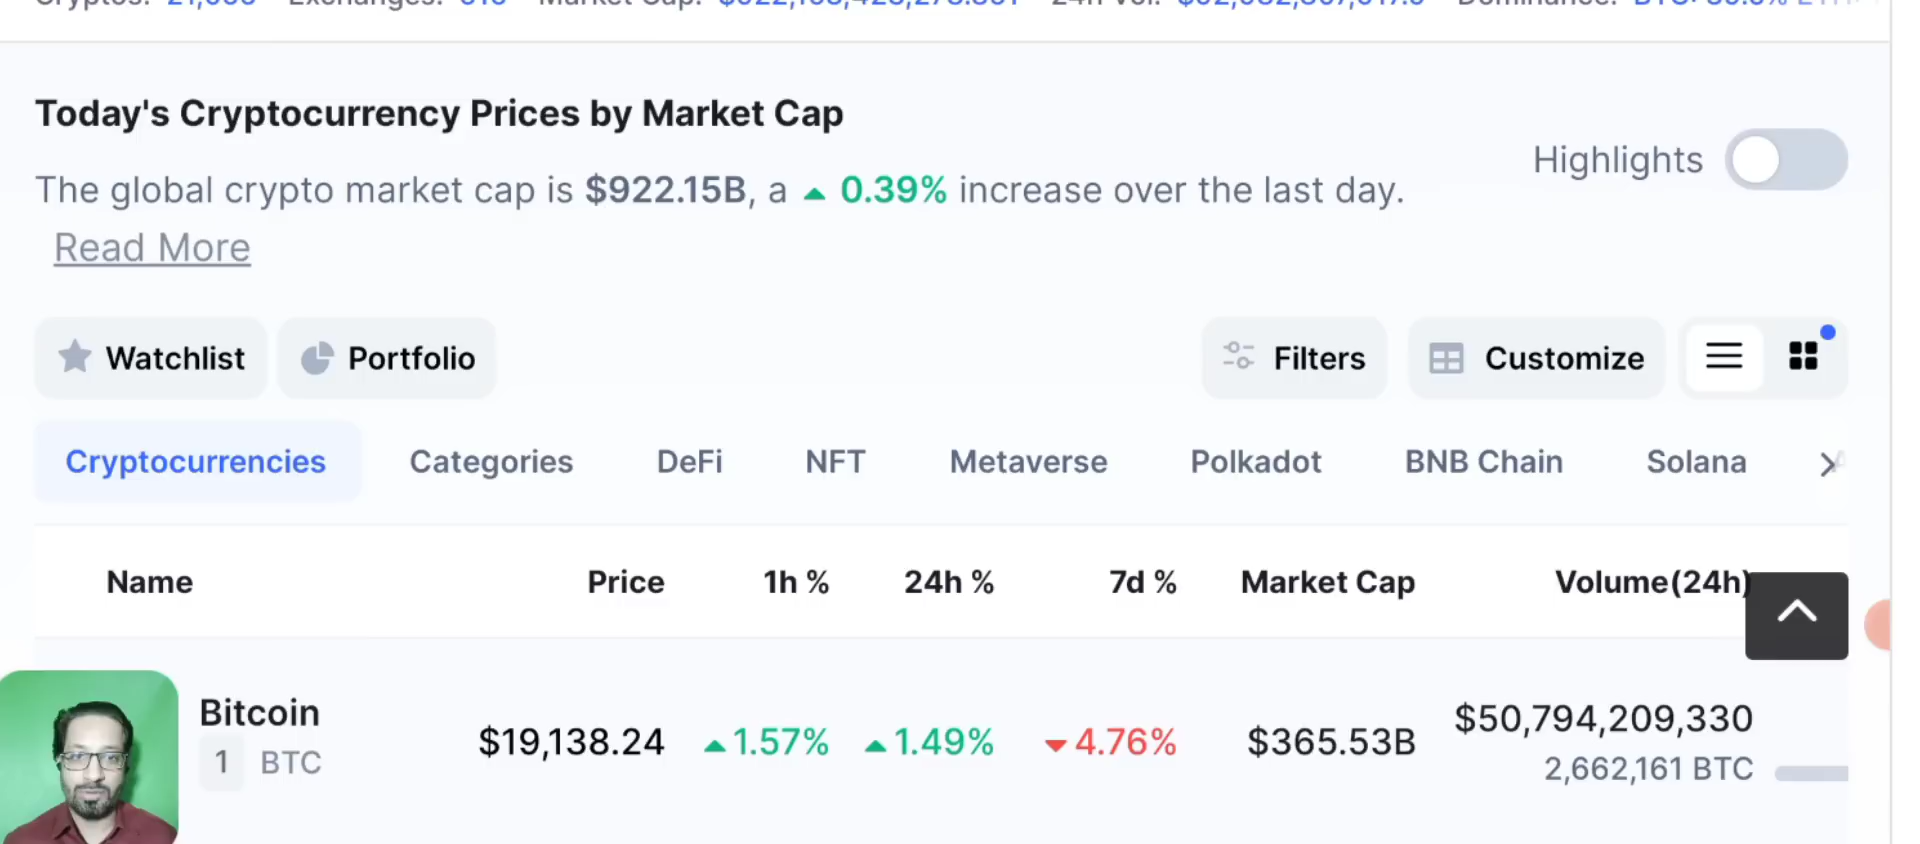 Today's Cryptocurrency Prices by Market Cap
Highlights
The global crypto market cap is $922.15B, a ▲ 0.39% increase over the last day.
Read More
Watchlist Portfolio Filters Customize
Cryptocurrencies Categories DeFi NFT Metaverse Polkadot BNB Chain Solana
Name Price 1h % 24h % 7d % Market Cap Volume(24h)
Bitcoin
1 BTC
$19,138.24 ▲ 1.57% ▲ 1.49% ▼ 4.76% $365.53B $50,794,209,330
2,662,161 BTC